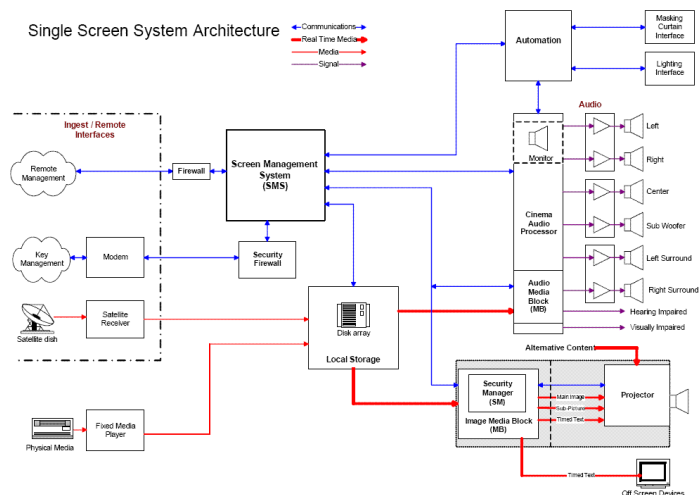 Single Screen System Architecture
Communications
Real Time Media
Media
Signal
Automation
Masking
Curtain
Interface
Lighting
Interface
Ingest / Remote
Interfaces
Remote
Management
Firewall
Screen Management
System
(SMS)
Key
Management
Modem
Security
Firewall
Satellite dish
Satellite
Receiver
Disk array
Local Storage
Physical Media
Fixed Media
Player
Audio
Monitor
Cinema
Audio
Processor
Audio
Media
Block
(MB)
Left
Right
Center
Sub Woofer
Left Surround
Right Surround
Hearing Impaired
Visually Impaired
Alternative Content
Security
Manager
(SM)
Image Media Block
(MB)
Main Image
Sub-Picture
Timed Text
Projector
Timed Text
Off Screen Devices